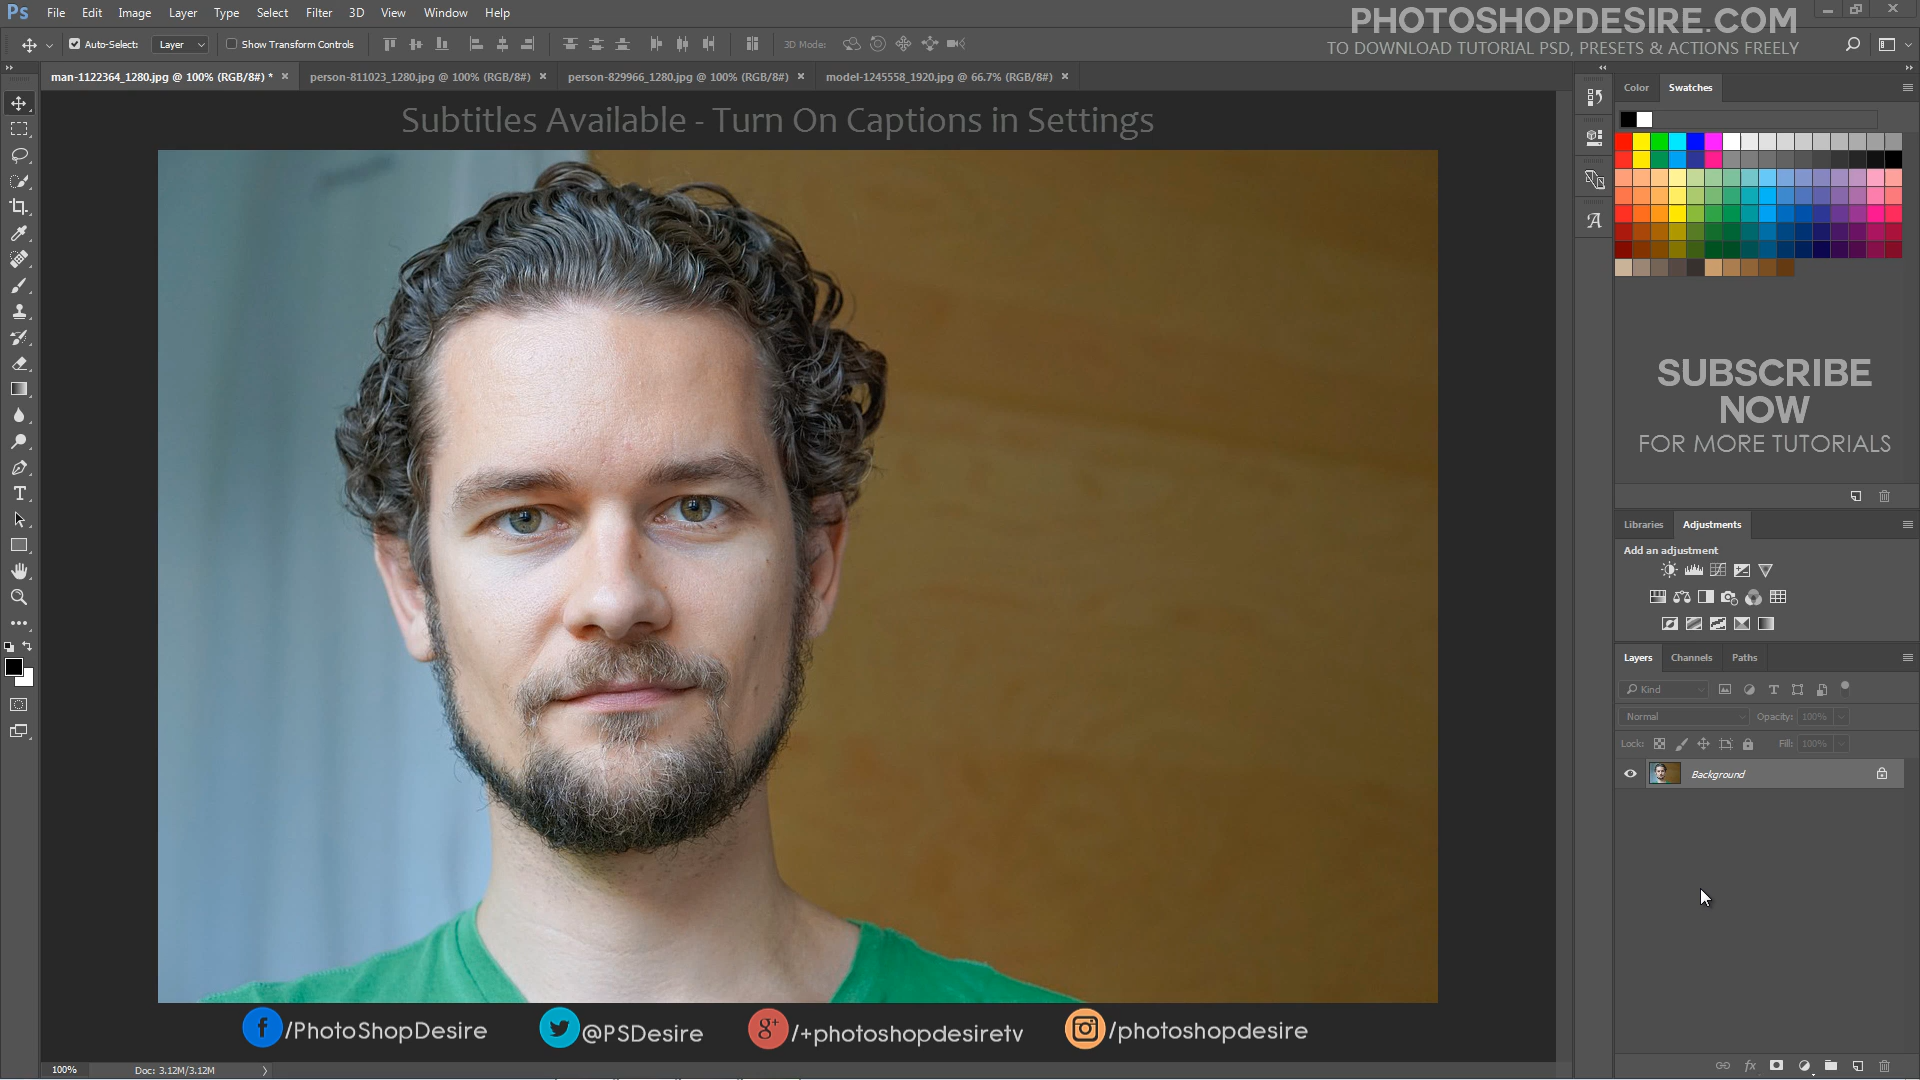 Ps File Edit Image Layer Type Select Filter 3D View Window Help
PHOTOSHOPDESIRE.COM
TO DOWNLOAD TUTORIAL PSD, PRESETS & ACTIONS FREELY
Auto-Select: Layer Show Transform Controls 3D Mode:
man-1122364_1280.jpg @ 100% (RGB/8#) * person-811023_1280.jpg @ 100% (RGB/8#) person-829966_1280.jpg @ 100% (RGB/8#) model-1245558_1920.jpg @ 66.7% (RGB/8#)
Color Swatches
Subtitles Available - Turn On Captions in Settings
SUBSCRIBE
NOW
FOR MORE TUTORIALS
Libraries Adjustments
Add an adjustment
Layers Channels Paths
Kind
Normal Opacity: 100%
Lock: Fill: 100%
Background
/PhotoShopDesire @PSDesire /+photoshopdesiretv /photoshopdesire
100% Doc: 3.12M/3.12M